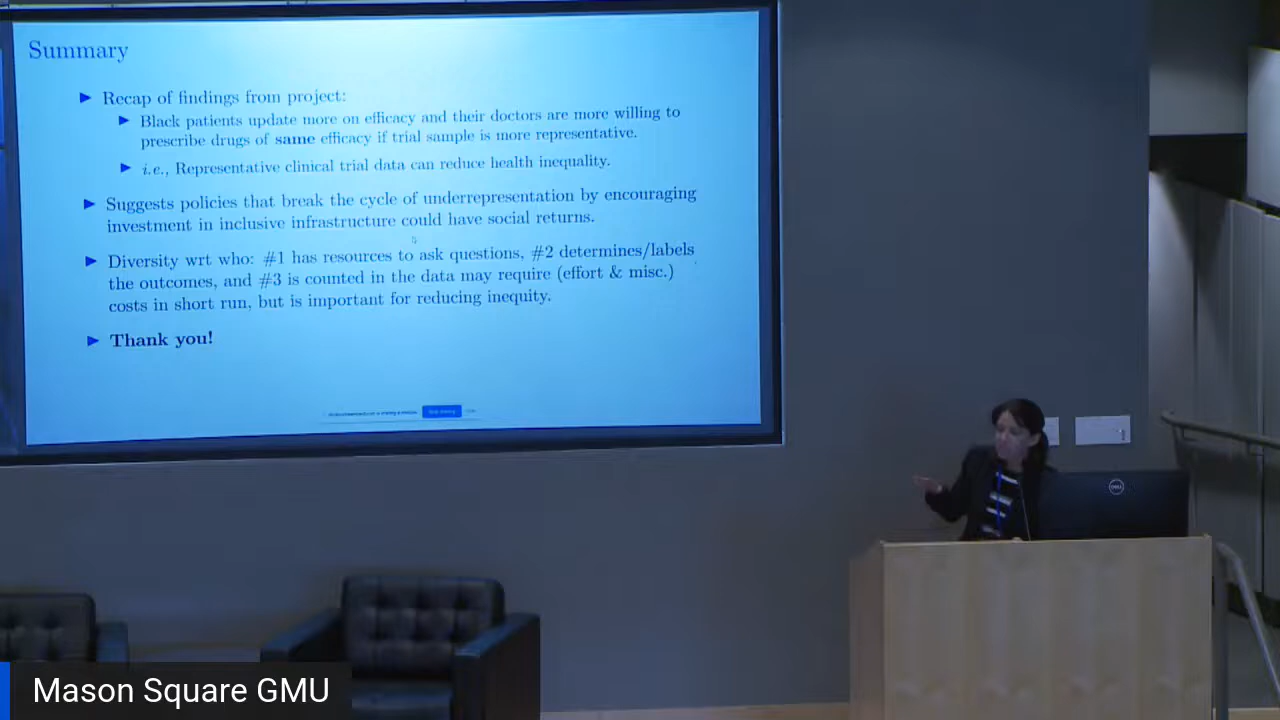 Summary
► Recap of findings from project:
► Black patients update more on efficacy and their doctors are more willing to
prescribe drugs of same efficacy if trial sample is more representative.
► i.e., Representative clinical trial data can reduce health inequality.
► Suggests policies that break the cycle of underrepresentation by encouraging
investment in inclusive infrastructure could have social returns.
► Diversity wrt who: #1 has resources to ask questions, #2 determines/labels
the outcomes, and #3 is counted in the data may require (effort & misc.)
costs in short run, but is important for reducing inequity.
► Thank you!
DELL
Mason Square GMU